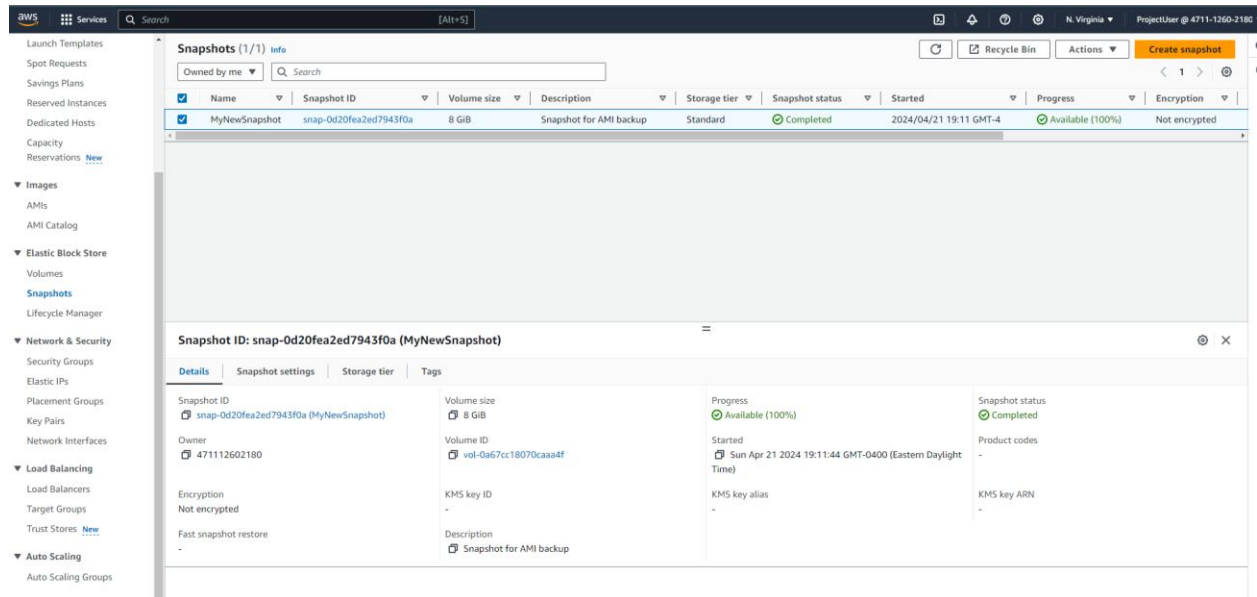 aws Services Search [Alt+S] N. Virginia ProjectUser @ 4711-1260-2180
Launch Templates
Spot Requests
Savings Plans
Reserved Instances
Dedicated Hosts
Capacity
Reservations New
Images
AMIs
AMI Catalog
Elastic Block Store
Volumes
Snapshots
Lifecycle Manager
Network & Security
Security Groups
Elastic IPs
Placement Groups
Key Pairs
Network Interfaces
Load Balancing
Load Balancers
Target Groups
Trust Stores New
Auto Scaling
Auto Scaling Groups
Snapshots (1/1) Info Recycle Bin Actions Create snapshot
Owned by me Search 1
Name Snapshot ID Volume size Description Storage tier Snapshot status Started Progress Encryption
MyNewSnapshot snap-0d20fea2ed7943f0a 8 GiB Snapshot for AMI backup Standard Completed 2024/04/21 19:11 GMT-4 Available (100%) Not encrypted
Snapshot ID: snap-0d20fea2ed7943f0a (MyNewSnapshot)
Details Snapshot settings Storage tier Tags
Snapshot ID Volume size Progress Snapshot status
snap-0d20fea2ed7943f0a (MyNewSnapshot) 8 GiB Available (100%) Completed
Owner Volume ID Started Product codes
471112602180 vol-0a67cc18070caaa4f Sun Apr 21 2024 19:11:44 GMT-0400 (Eastern Daylight -
Time)
Encryption KMS key ID KMS key alias KMS key ARN
Not encrypted - - -
Fast snapshot restore Description
- Snapshot for AMI backup